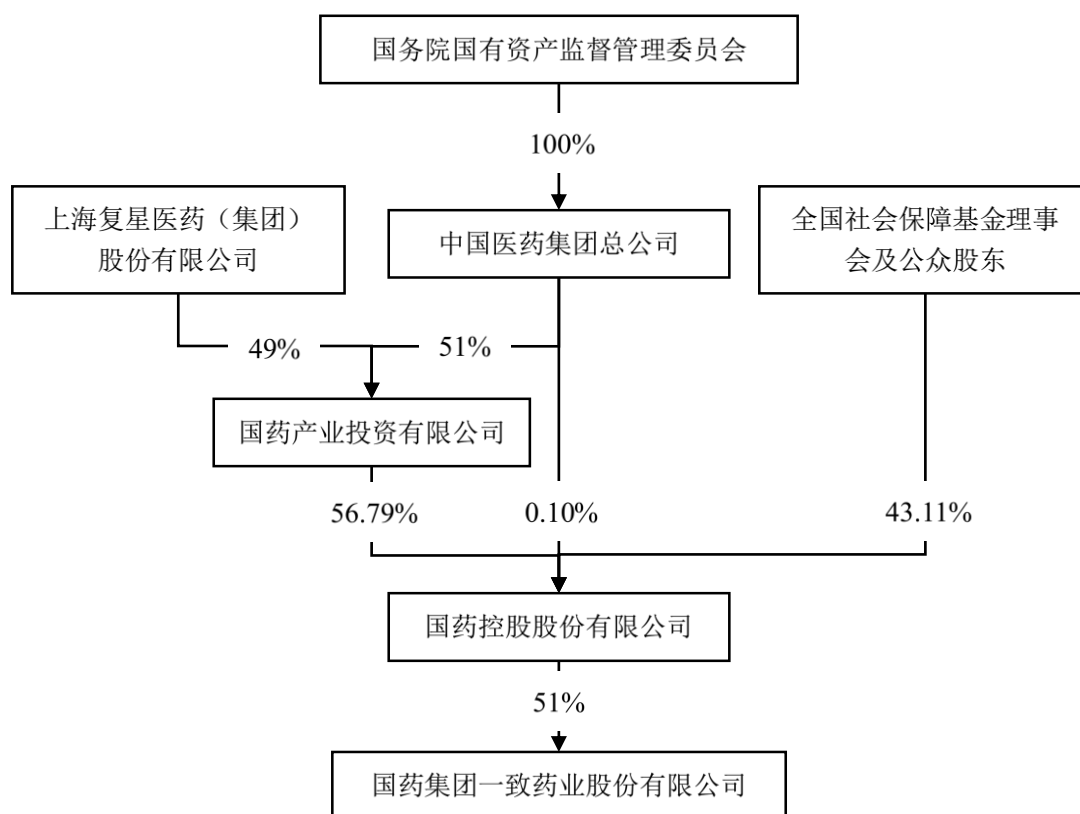 国务院国有资产监督管理委员会
100%
上海复星医药（集团）
股份有限公司
中国医药集团总公司
全国社会保障基金理事
会及公众股东
49%
51%
国药产业投资有限公司
56.79%
0.10%
43.11%
国药控股股份有限公司
51%
国药集团一致药业股份有限公司